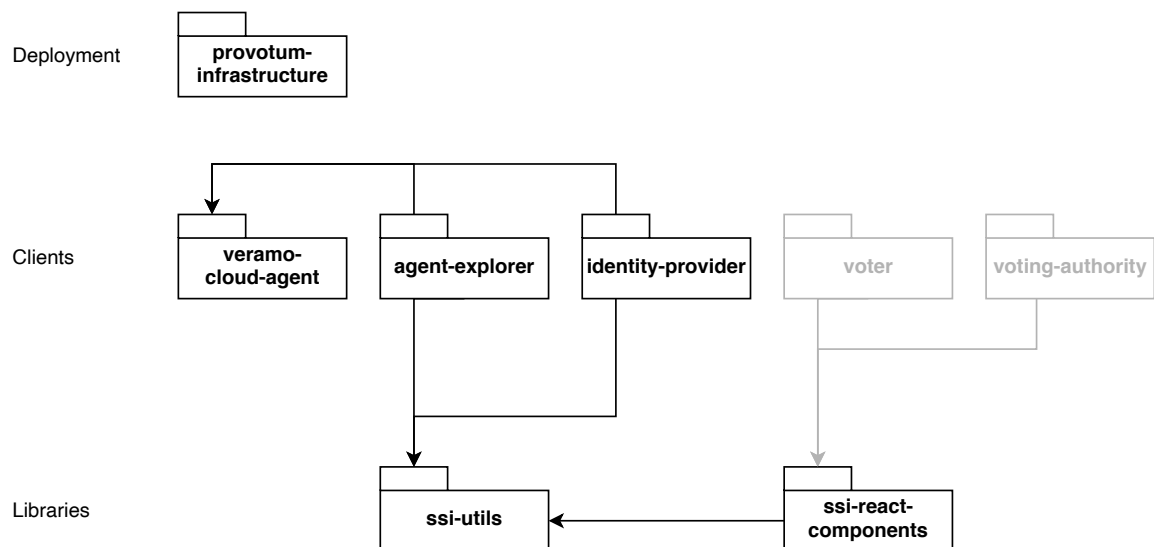 Deployment
provotum-
infrastructure
Clients
veramo-
cloud-agent
agent-explorer
identity-provider
voter
voting-authority
Libraries
ssi-utils
ssi-react-
components